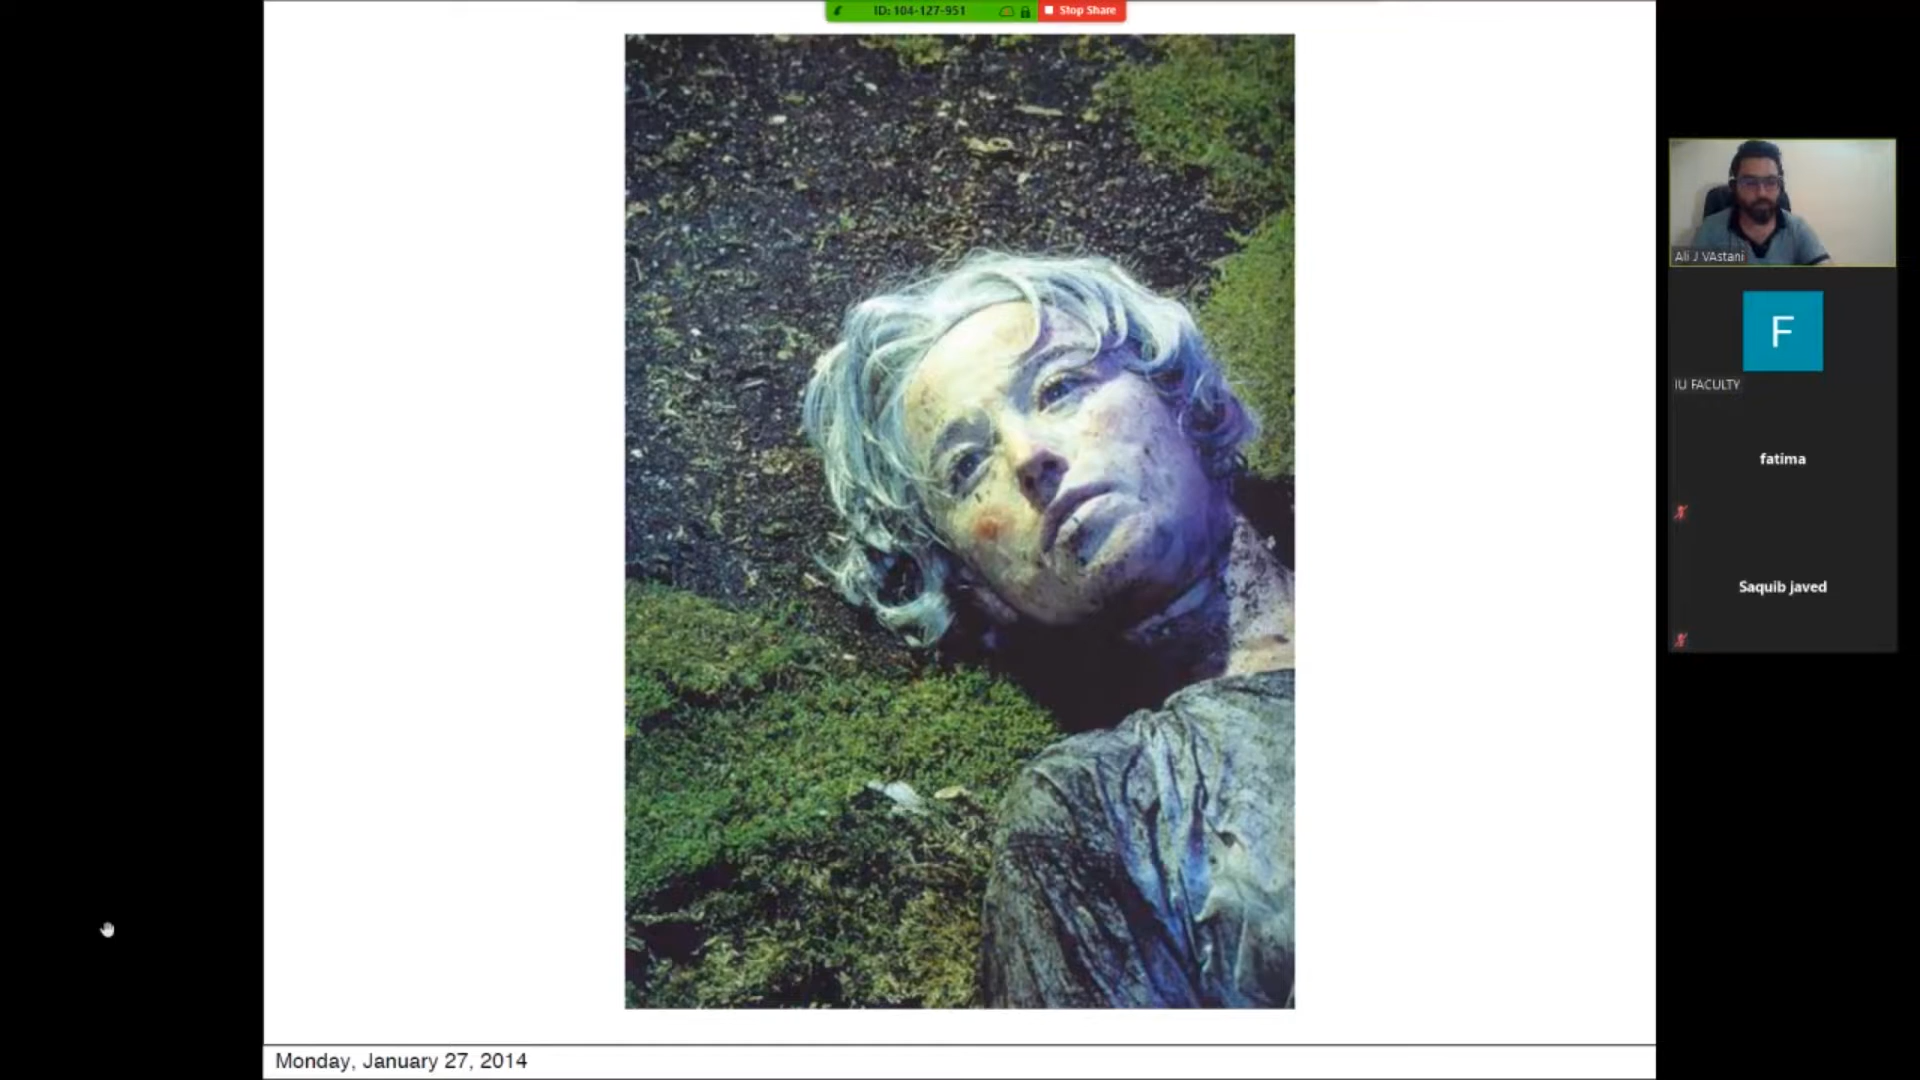 ID: 104-127-951
Stop Share
Ali J VAstani
F
IU FACULTY
fatima
Saquib javed
Monday, January 27, 2014